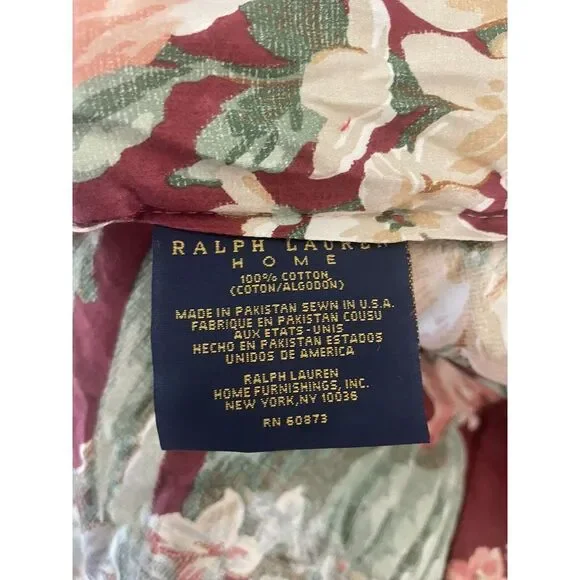 RALPH LAUREN
HOME
100% COTTON
(COTON/ALGODON)
MADE IN PAKISTAN SEWN IN U.S.A.
FABRIQUE EN PAKISTAN COUSU
AUX ETATS-UNIS
HECHO EN PAKISTAN ESTADOS
UNIDOS DE AMERICA
RALPH LAUREN
HOME FURNISHINGS, INC.
NEW YORK,NY 10036
RN 60873